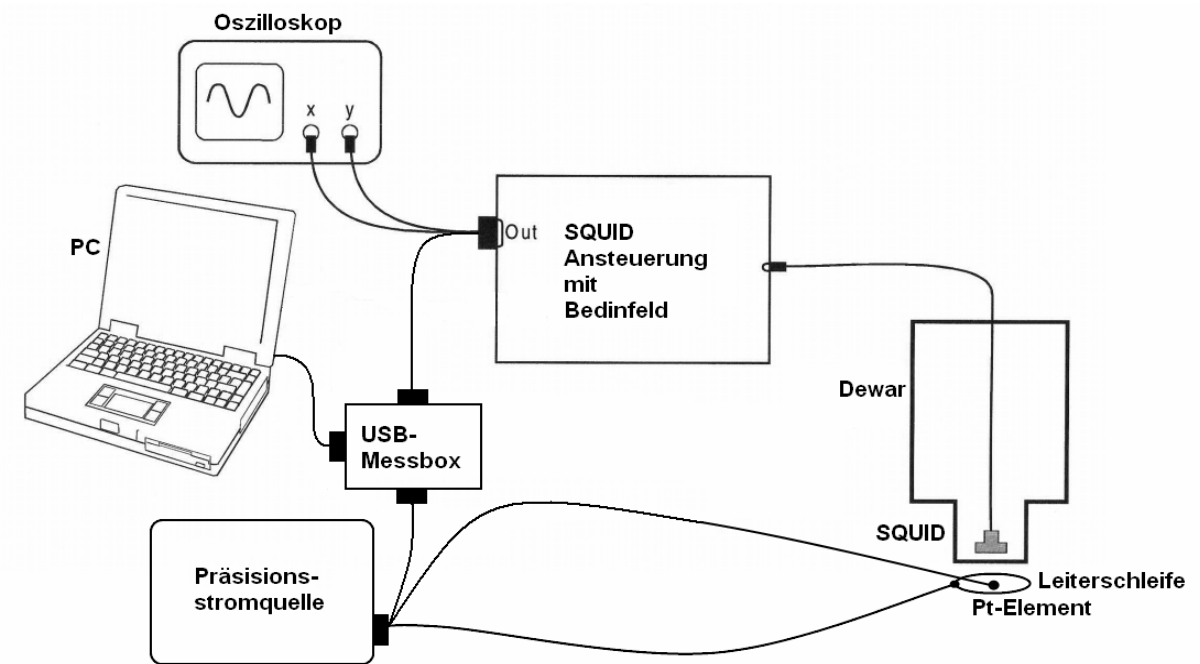 Oszilloskop
x y
PC
Out
SQUID
Ansteuerung
mit
Bedinfeld
Dewar
USB-
Messbox
SQUID
Präsisions-
stromquelle
Leiterschleife
Pt-Element